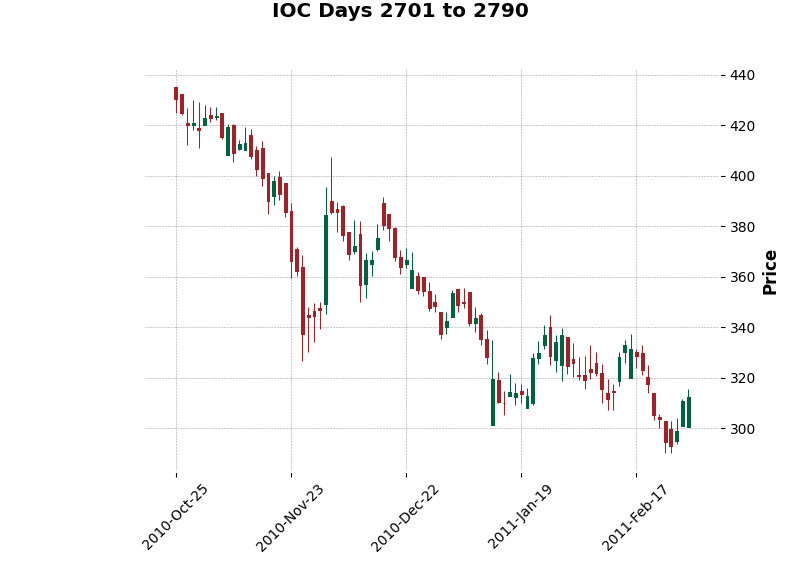 IOC Days 2701 to 2790
440
420
400
380
360
340
320
300
Price
2010-Oct-25
2010-Nov-23
2010-Dec-22
2011-Jan-19
2011-Feb-17